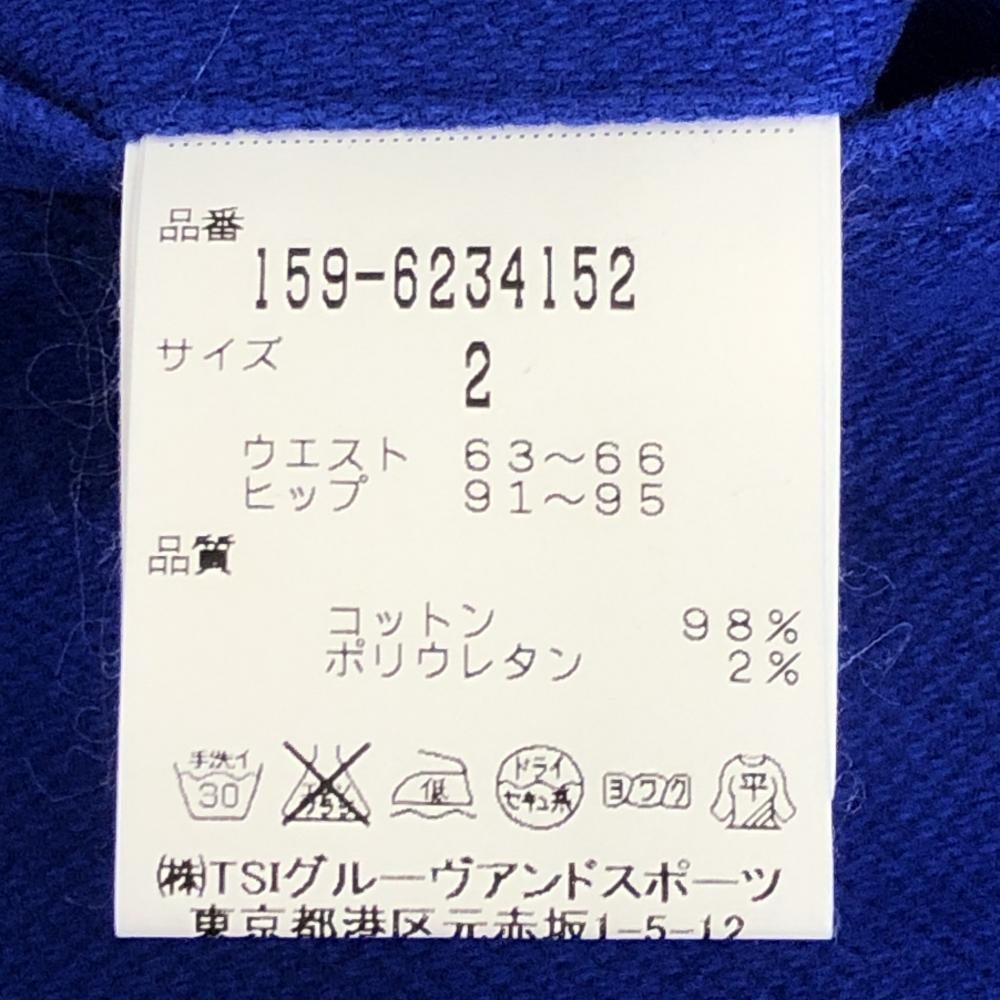 品番
159-6234152
サイズ 2
ウエスト 63～66
ヒップ 91～95
品質
コットン 98%
ポリウレタン 2%
手洗イ
30
低
ドライ
セキユ系
ヨワク
平
㈱TSIグルーヴアンドスポーツ
東京都港区元赤坂1-5-12